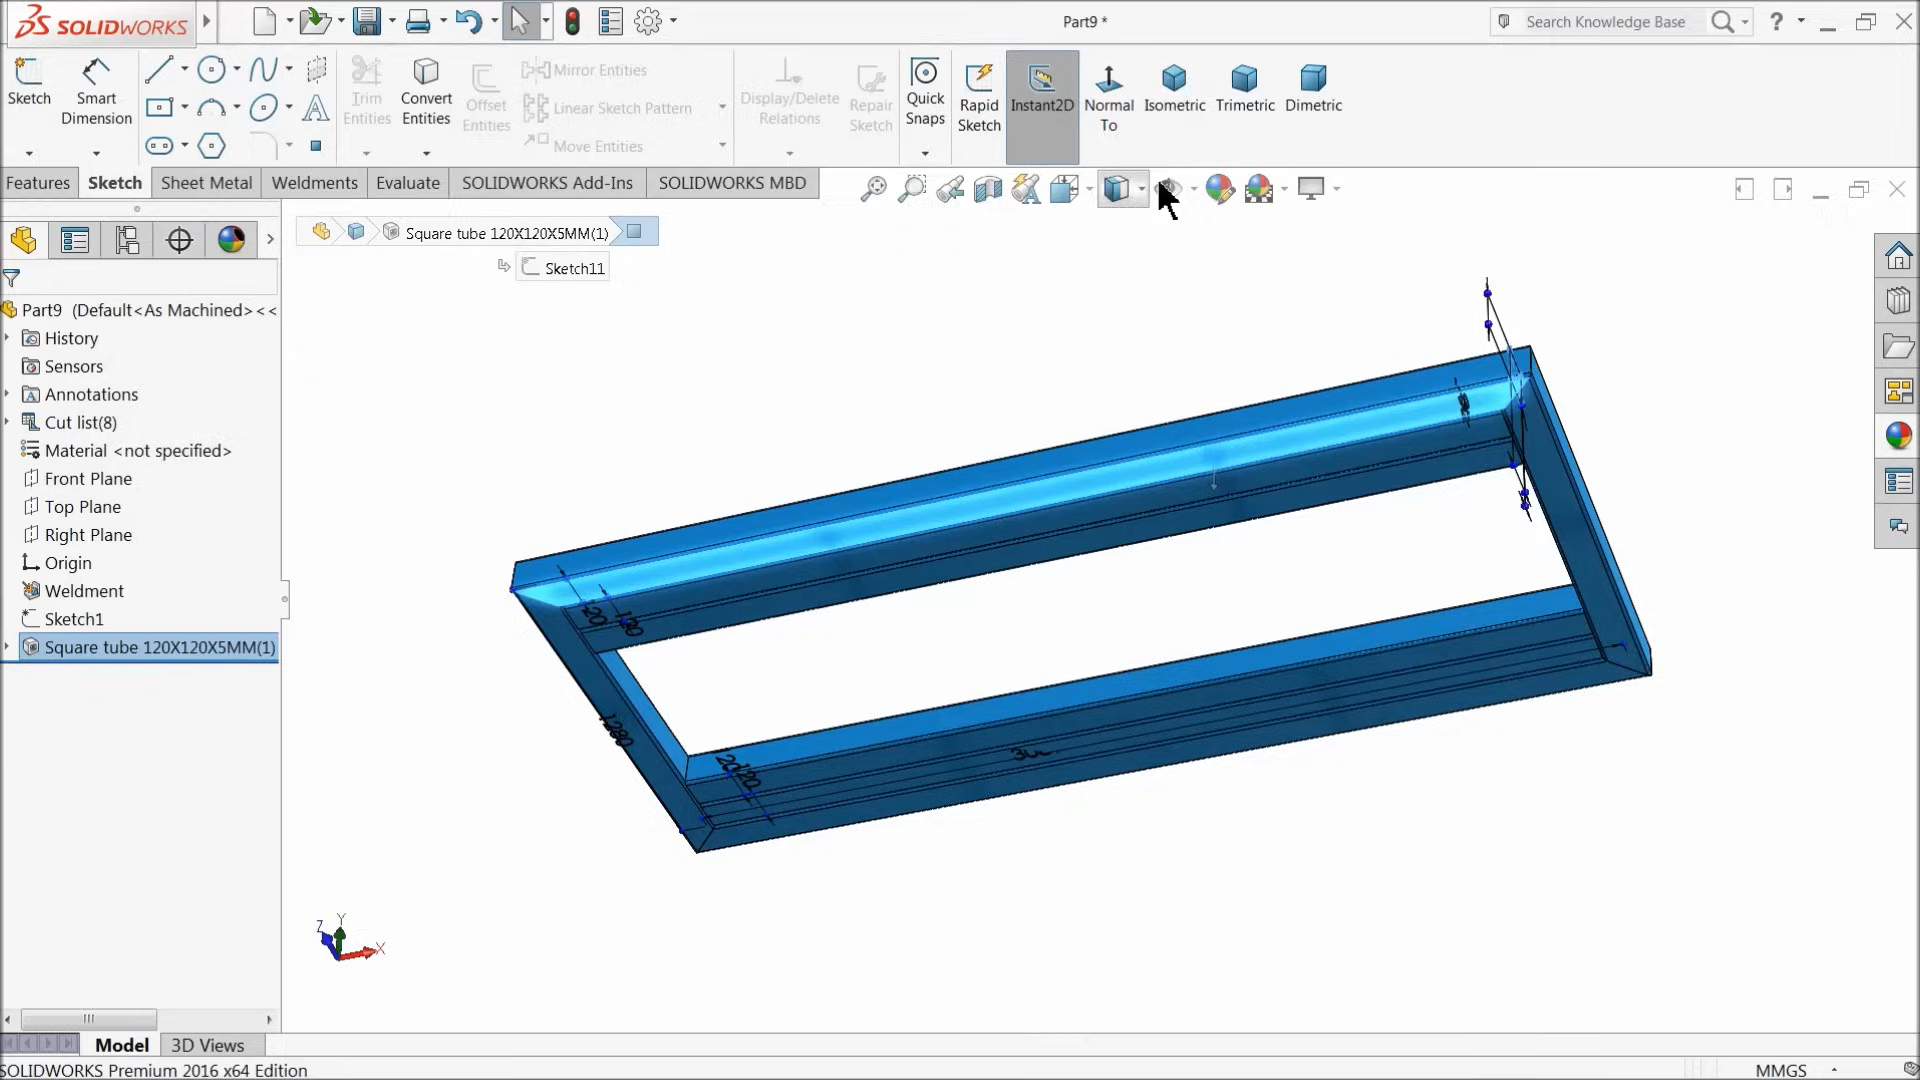 SOLIDWORKS
Part9 *
Search Knowledge Base
?
Sketch
Smart Dimension
Trim Entities
Convert Entities
Offset Entities
Mirror Entities
Linear Sketch Pattern
Move Entities
Display/Delete Relations
Repair Sketch
Quick Snaps
Rapid Sketch
Instant2D
Normal To
Isometric
Trimetric
Dimetric
Features
Sketch
Sheet Metal
Weldments
Evaluate
SOLIDWORKS Add-Ins
SOLIDWORKS MBD
Square tube 120X120X5MM(1)
Sketch11
Part9 (Default<As Machined><<
History
Sensors
Annotations
Cut list(8)
Material <not specified>
Front Plane
Top Plane
Right Plane
Origin
Weldment
Sketch1
Square tube 120X120X5MM(1)
120
1280
120
Z
Y
X
Model
3D Views
SOLIDWORKS Premium 2016 x64 Edition
MMGS